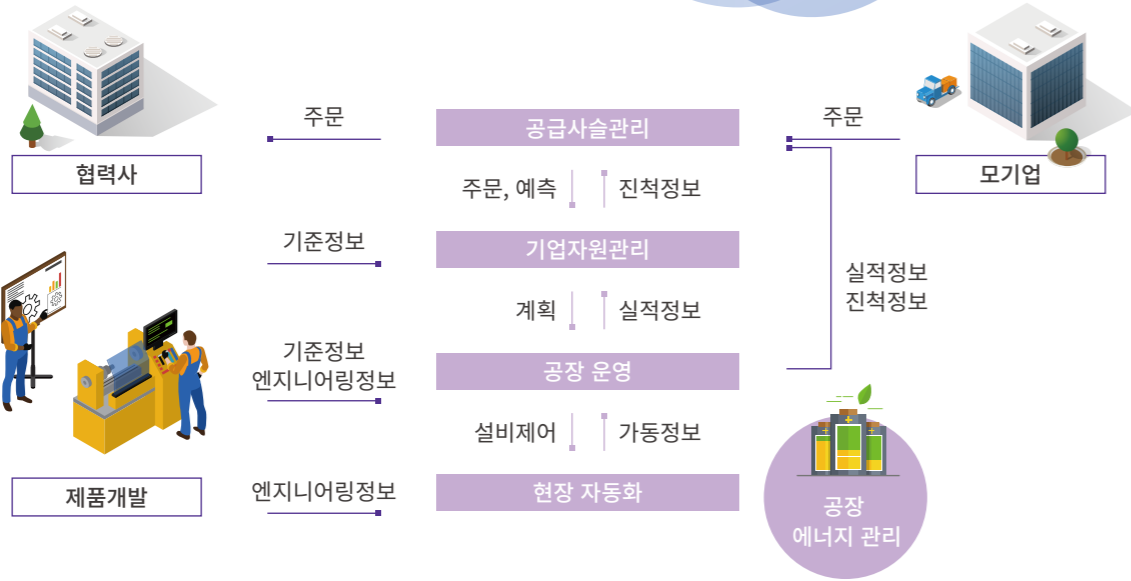 주문
공급사슬관리
주문
협력사
모기업
주문, 예측
진척정보
기준정보
기업자원관리
실적정보
진척정보
계획
실적정보
기준정보
엔지니어링정보
공장 운영
설비제어
가동정보
제품개발
엔지니어링정보
현장 자동화
공장
에너지 관리